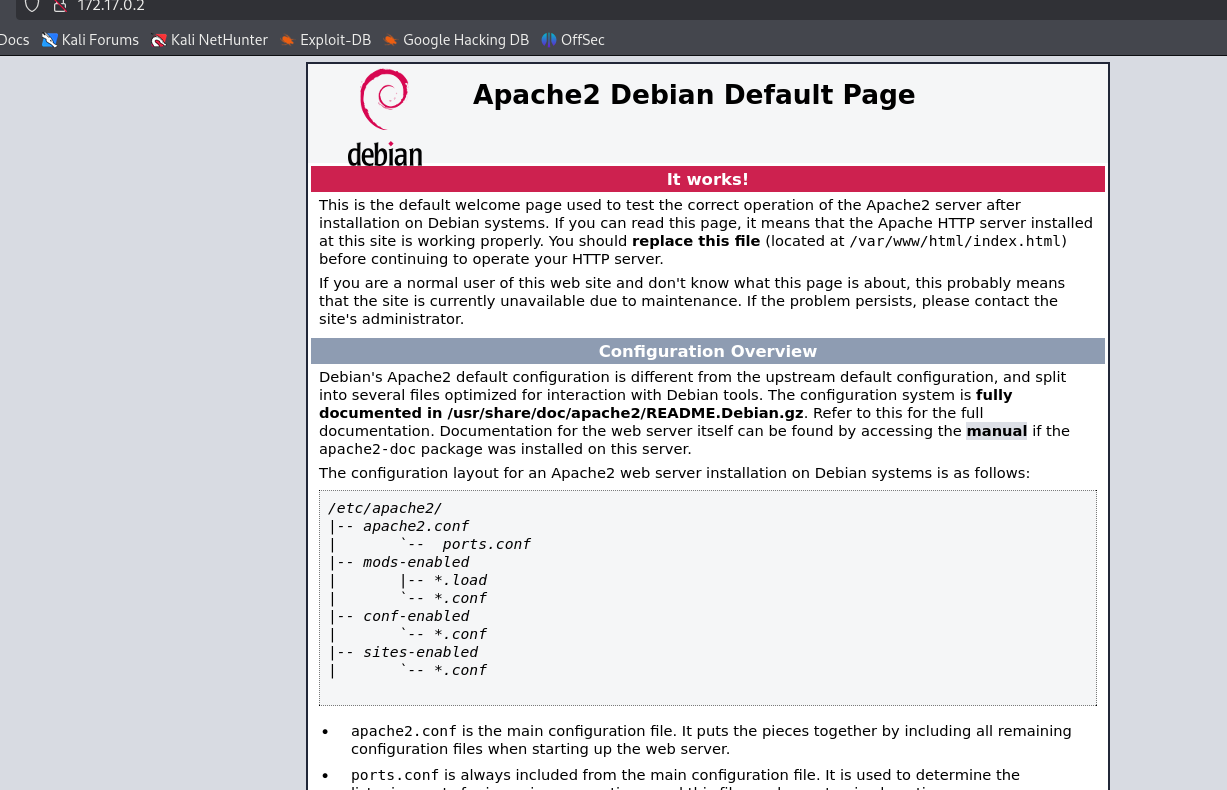 172.17.0.2
Docs Kali Forums Kali NetHunter Exploit-DB Google Hacking DB OffSec
Apache2 Debian Default Page
debian
It works!
This is the default welcome page used to test the correct operation of the Apache2 server after
installation on Debian systems. If you can read this page, it means that the Apache HTTP server installed
at this site is working properly. You should replace this file (located at /var/www/html/index.html)
before continuing to operate your HTTP server.
If you are a normal user of this web site and don't know what this page is about, this probably means
that the site is currently unavailable due to maintenance. If the problem persists, please contact the
site's administrator.
Configuration Overview
Debian's Apache2 default configuration is different from the upstream default configuration, and split
into several files optimized for interaction with Debian tools. The configuration system is fully
documented in /usr/share/doc/apache2/README.Debian.gz. Refer to this for the full
documentation. Documentation for the web server itself can be found by accessing the manual if the
apache2-doc package was installed on this server.
The configuration layout for an Apache2 web server installation on Debian systems is as follows:
/etc/apache2/
|-- apache2.conf
|       `--  ports.conf
|-- mods-enabled
|       |-- *.load
|       `-- *.conf
|-- conf-enabled
|       `-- *.conf
|-- sites-enabled
|       `-- *.conf
• apache2.conf is the main configuration file. It puts the pieces together by including all remaining
configuration files when starting up the web server.
• ports.conf is always included from the main configuration file. It is used to determine the